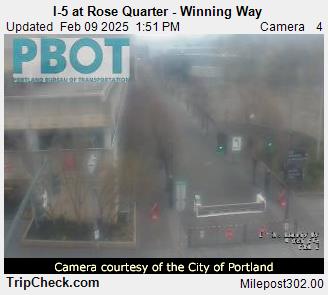 I-5 at Rose Quarter - Winning Way
Updated Feb 09 2025 1:51 PM Camera 4
PBOT
PORTLAND BUREAU OF TRANSPORTATION
Camera courtesy of the City of Portland
TripCheck.com Milepost302.00